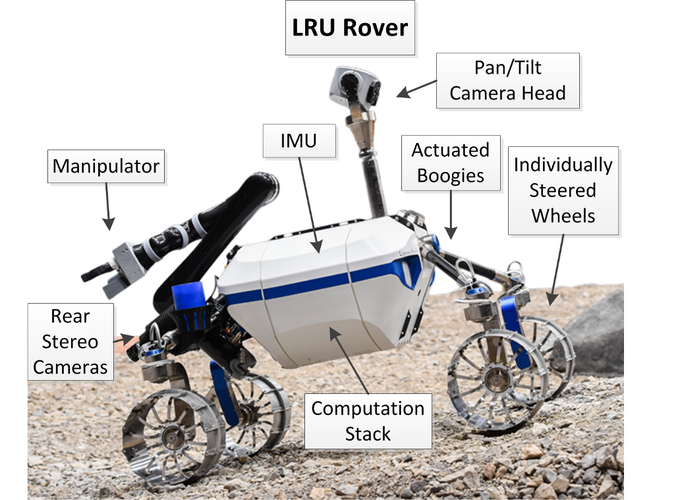 LRU Rover
Pan/Tilt
Camera Head
IMU
Actuated
Boogies
Individually
Steered
Wheels
Manipulator
Rear
Stereo
Cameras
Computation
Stack